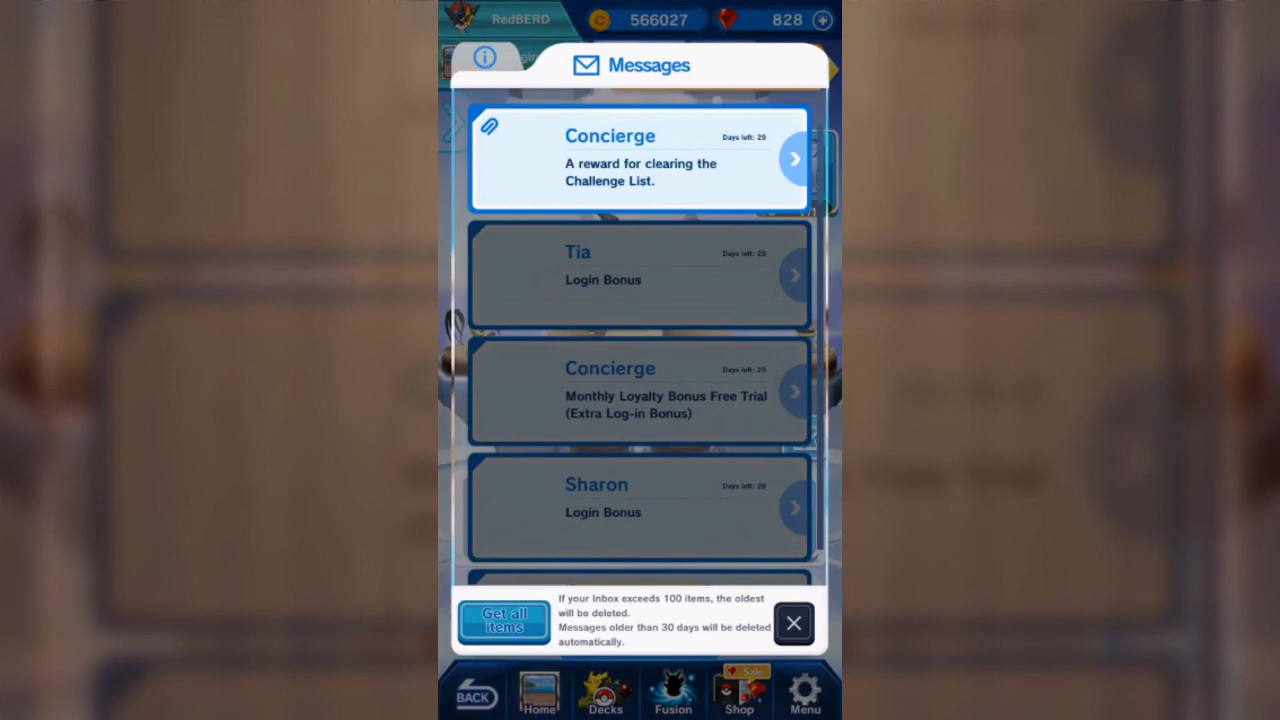 RedBERD
566027
828
Messages
Concierge
Days left: 29
A reward for clearing the
Challenge List.
Tia
Days left: 29
Login Bonus
Concierge
Days left: 29
Monthly Loyalty Bonus Free Trial
(Extra Log-in Bonus)
Sharon
Days left: 28
Login Bonus
Get all
items
If your Inbox exceeds 100 items, the oldest
will be deleted.
Messages older than 30 days will be deleted
automatically.
Sale
BACK
Home
Decks
Fusion
Shop
Menu